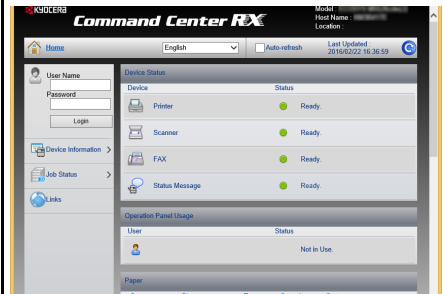 KYOCERA
Command Center RX
Model
Host Name :
Location :
Home
English
Auto-refresh
Last Updated :
2016/02/22 16:36:59
User Name
Password
Login
Device Information
Job Status
Links
Device Status
Device Status
Printer Ready.
Scanner Ready.
FAX Ready.
Status Message Ready.
Operation Panel Usage
User Status
Not in Use.
Paper